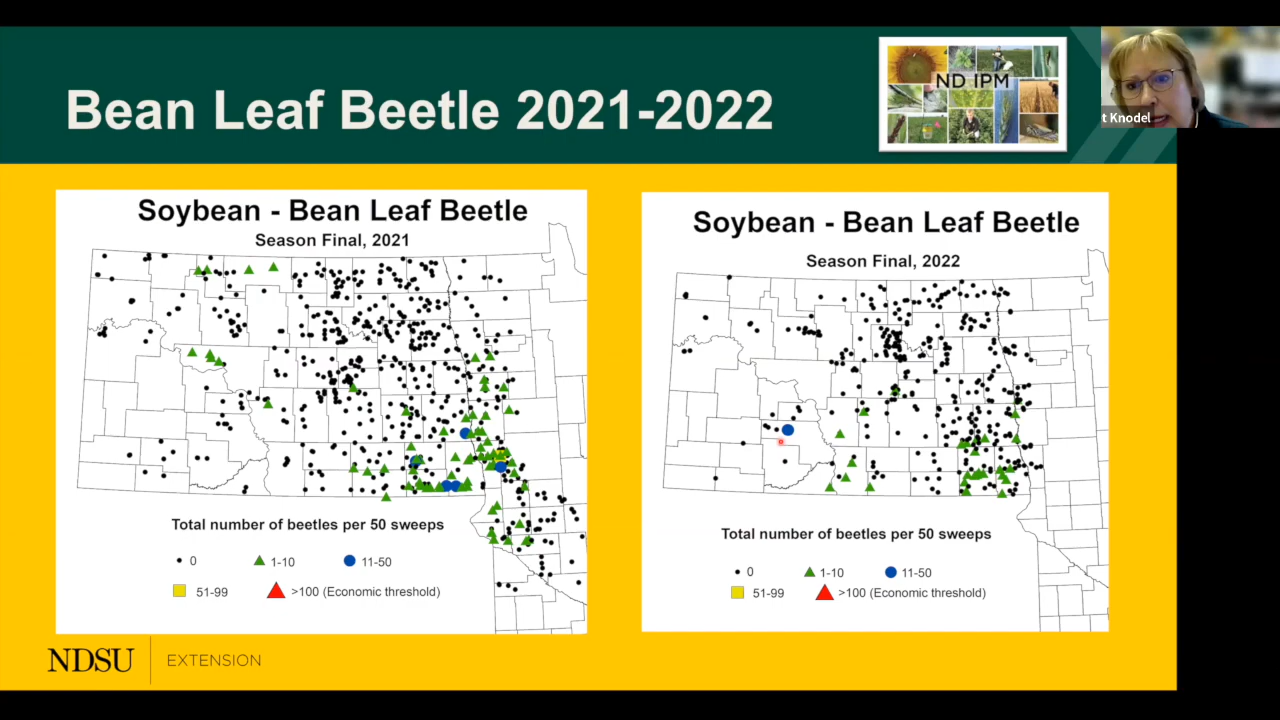 Bean Leaf Beetle 2021-2022
ND IPM
t Knodel
Soybean - Bean Leaf Beetle
Season Final, 2021
Total number of beetles per 50 sweeps
0
1-10
11-50
51-99
>100 (Economic threshold)
Soybean - Bean Leaf Beetle
Season Final, 2022
Total number of beetles per 50 sweeps
0
1-10
11-50
51-99
>100 (Economic threshold)
NDSU EXTENSION